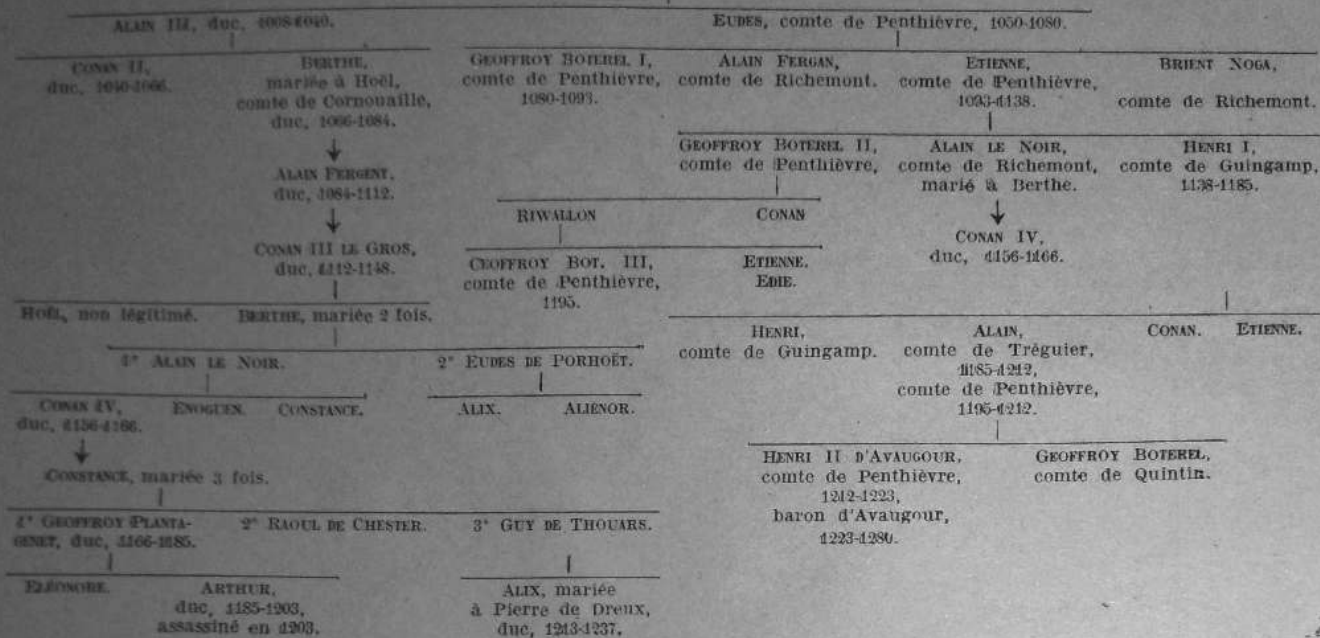 ALAIN III, duc, 1008-1040.
EUDES, comte de Penthièvre, 1050-1080.
CONAN II,
duc, 1040-1066.
BERTHE,
mariée à Hoël,
comte de Cornouaille,
duc, 1066-1084.
GEOFFROY BOTEREL I,
comte de Penthièvre,
1080-1093.
ALAIN FERGAN,
comte de Richemont.
ETIENNE,
comte de Penthièvre,
1093-1138.
BRIENT NOGA,
comte de Richemont.
ALAIN FERGENT,
duc, 1084-1112.
GEOFFROY BOTEREL II,
comte de Penthièvre,
ALAIN LE NOIR,
comte de Richemont,
marié à Berthe.
HENRI I,
comte de Guingamp,
1138-1185.
RIWALLON
CONAN
CONAN IV,
duc, 1156-1166.
CONAN III LE GROS,
duc, 1112-1148.
GEOFFROY BOT. III,
comte de Penthièvre,
1195.
ETIENNE.
EDIE.
HOËL, non légitimé.
BERTHE, mariée 2 fois.
HENRI,
comte de Guingamp.
ALAIN,
comte de Tréguier,
1185-1212,
comte de Penthièvre,
1195-1212.
CONAN.
ETIENNE.
1° ALAIN LE NOIR.
2° EUDES DE PORHOËT.
CONAN IV,
duc, 1156-1166.
ENOGUEN.
CONSTANCE.
ALIX.
ALIÉNOR.
CONSTANCE, mariée 3 fois.
HENRI II D'AVAUGOUR,
comte de Penthièvre,
1212-1223,
baron d'Avaugour,
1223-1280.
GEOFFROY BOTEREL,
comte de Quintin.
1° GEOFFROY PLANTA-
GENET, duc, 1166-1185.
2° RAOUL DE CHESTER.
3° GUY DE THOUARS.
ELÉONORE.
ARTHUR,
duc, 1185-1203,
assassiné en 1203.
ALIX, mariée
à Pierre de Dreux,
duc, 1213-1237.